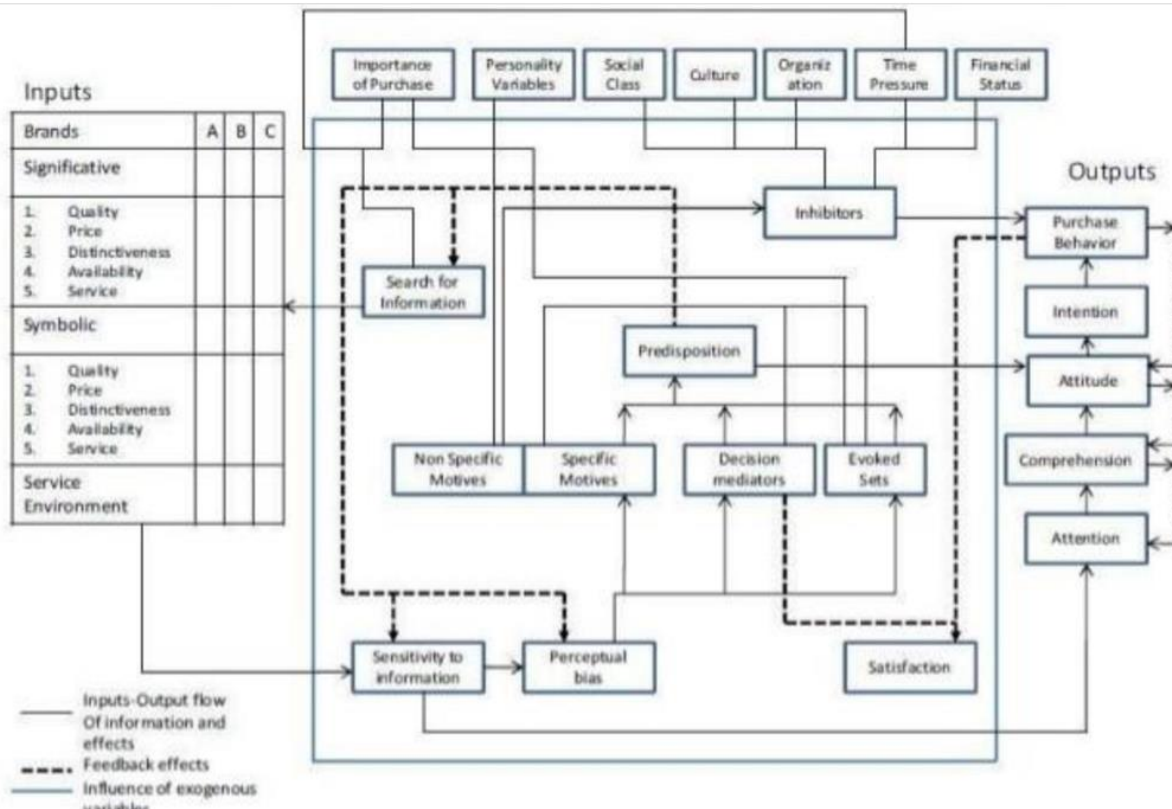 Importance
of Purchase
Personality
Variables
Social
Class
Culture
Organiz
ation
Time
Pressure
Financial
Status
Inputs
Brands A B C
Significative
1. Quality
2. Price
3. Distinctiveness
4. Availability
5. Service
Symbolic
1. Quality
2. Price
3. Distinctiveness
4. Availability
5. Service
Service
Environment
Outputs
Inhibitors
Purchase
Behavior
Search for
Information
Intention
Predisposition
Attitude
Non Specific
Motives
Specific
Motives
Decision
mediators
Evoked
Sets
Comprehension
Attention
Sensitivity to
information
Perceptual
bias
Satisfaction
Inputs-Output flow
Of information and
effects
Feedback effects
Influence of exogenous
variables